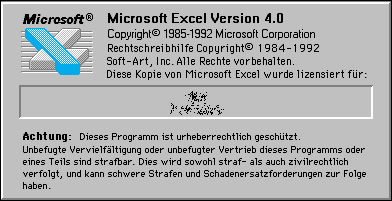 Microsoft®
Microsoft Excel Version 4.0
Copyright© 1985-1992 Microsoft Corporation
Rechtschreibhilfe Copyright© 1984-1992
Soft-Art, Inc. Alle Rechte vorbehalten.
Diese Kopie von Microsoft Excel wurde lizensiert für:
Achtung: Dieses Programm ist urheberrechtlich geschützt.
Unbefugte Vervielfältigung oder unbefugter Vertrieb dieses Programms oder
eines Teils sind strafbar. Dies wird sowohl straf- als auch zivilrechtlich
verfolgt, und kann schwere Strafen und Schadenersatzforderungen zur Folge
haben.